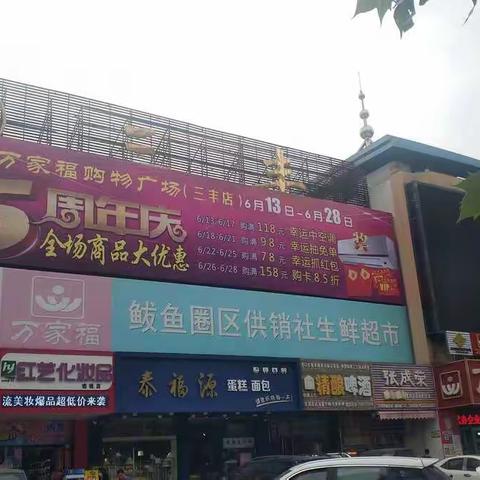 万家福购物广场(三丰店)6月13日~6月28日
5周年庆
全场商品大优惠
6/13-6/17 购满118元 幸运中空调
6/18-6/21 购满98元 幸运抽免单
6/22-6/25 购满78元 幸运抓红包
6/26-6/28 购满158元 购卡8.5折
VIP
万家福
鲅鱼圈区供销社生鲜超市
红艺化妆品
流美妆爆品超低价来袭
泰福源
蛋糕 面包
精酿啤酒
张成荣